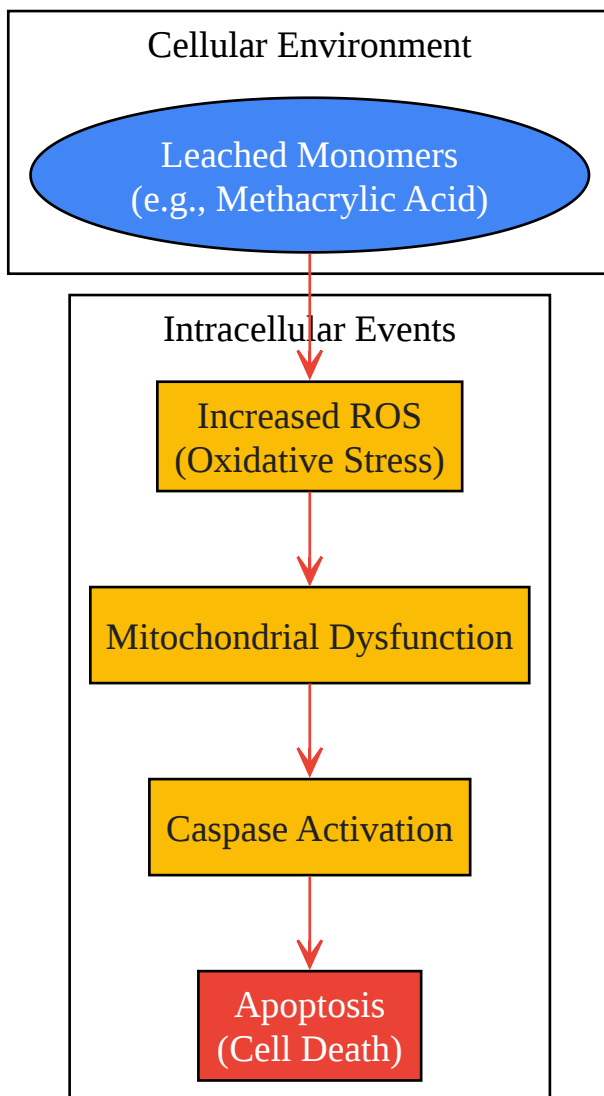 Cellular Environment
Leached Monomers
(e.g., Methacrylic Acid)
Intracellular Events
Increased ROS
(Oxidative Stress)
Mitochondrial Dysfunction
Caspase Activation
Apoptosis
(Cell Death)